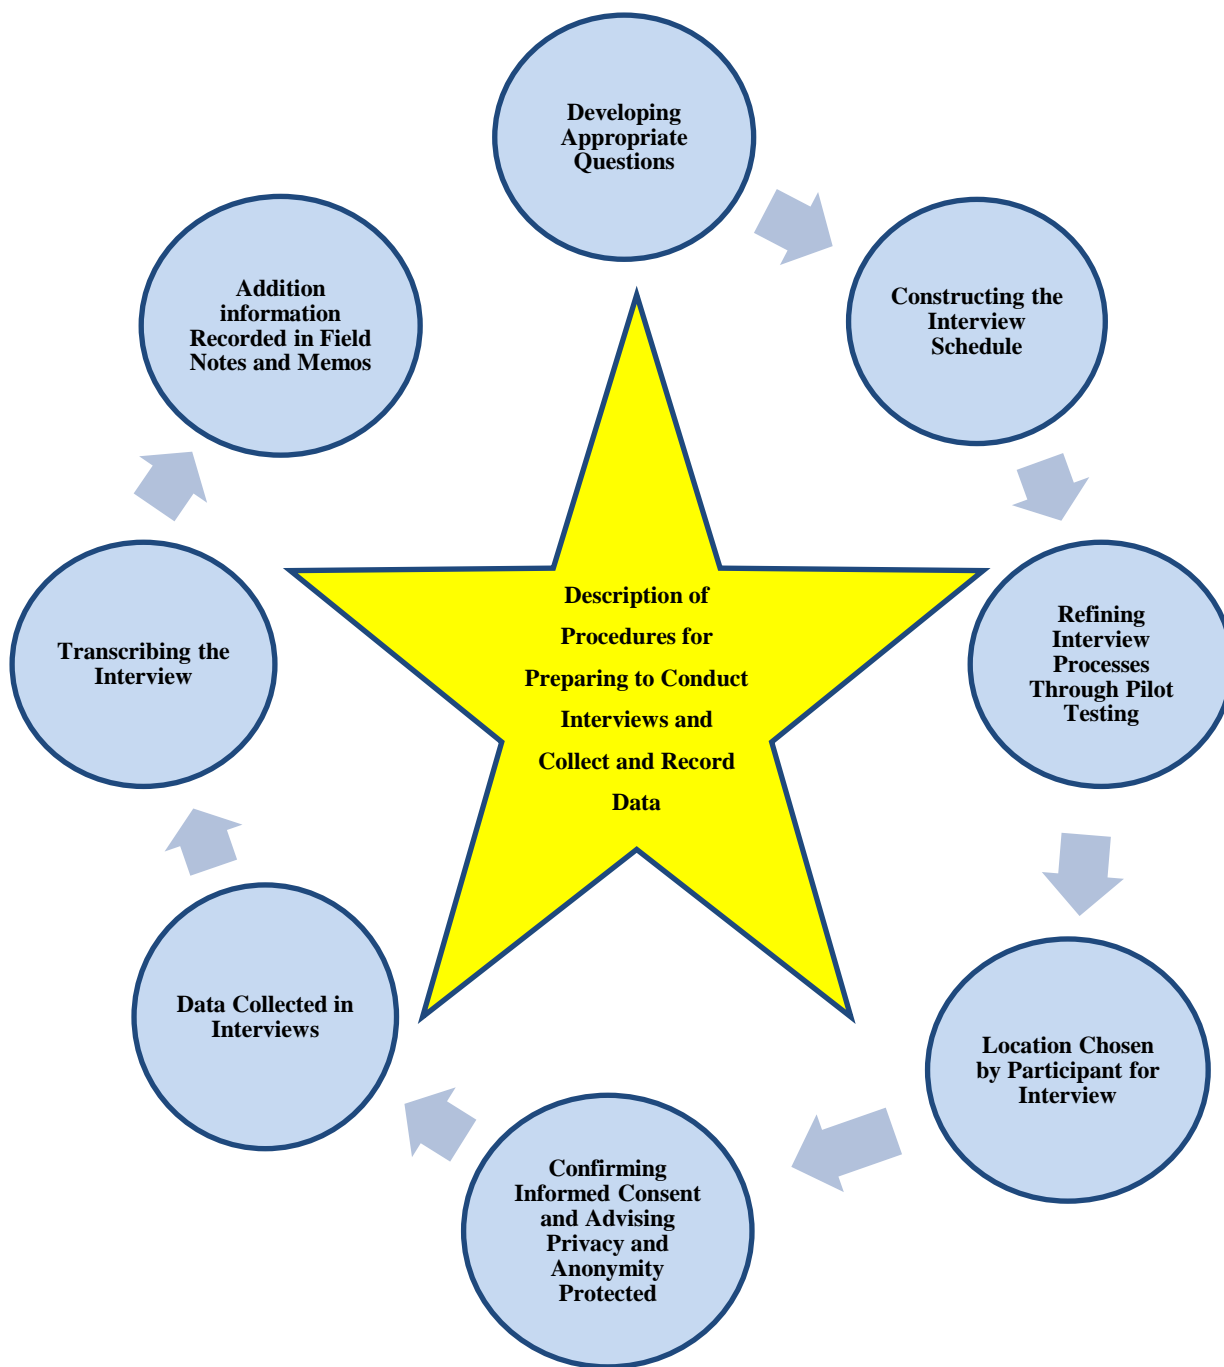 Developing
Appropriate
Questions
Constructing the
Interview
Schedule
Refining
Interview
Processes
Through Pilot
Testing
Location Chosen
by Participant for
Interview
Confirming
Informed Consent
and Advising
Privacy and
Anonymity
Protected
Data Collected in
Interviews
Transcribing the
Interview
Addition
information
Recorded in Field
Notes and Memos
Description of
Procedures for
Preparing to Conduct
Interviews and
Collect and Record
Data